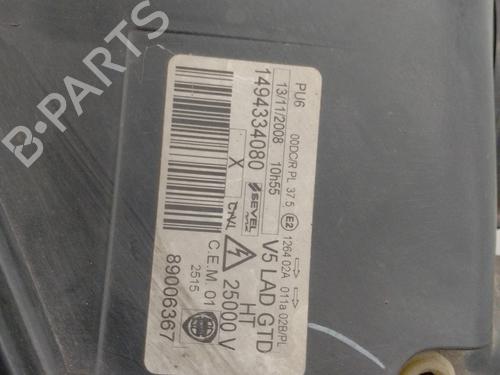 PU6
00DC/R PL 37 5 E2 1264 02A 011a 02B/PL
13/11/2008 10h55
1494334080 V5 LAD GTD
SEVEL
X
HT
25000 V
C.E.M. 01
2515
89006367
B-PARTS